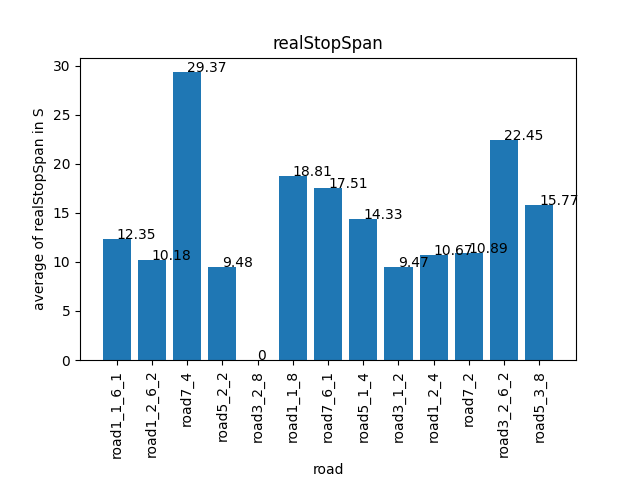 realStopSpan
average of realStopSpan in S
30
25
20
15
10
5
0
12.35
10.18
29.37
9.48
0
18.81
17.51
14.33
9.47
10.67
10.89
22.45
15.77
road1_1_6_1
road1_2_6_2
road7_4
road5_2_2
road3_2_8
road1_1_8
road7_6_1
road5_1_4
road3_1_2
road1_2_4
road7_2
road3_2_6_2
road5_3_8
road